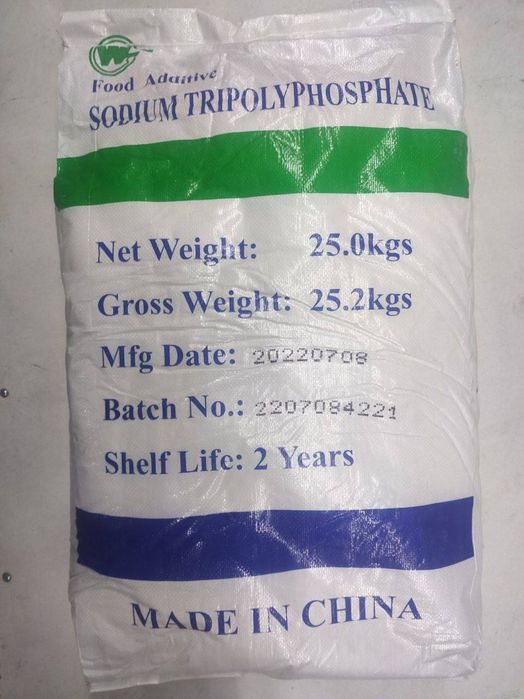 Food Additive
SODIUM TRIPOLYPHOSPHATE
Net Weight: 25.0kgs
Gross Weight: 25.2kgs
Mfg Date: 20220708
Batch No.: 2207084221
Shelf Life: 2 Years
MADE IN CHINA